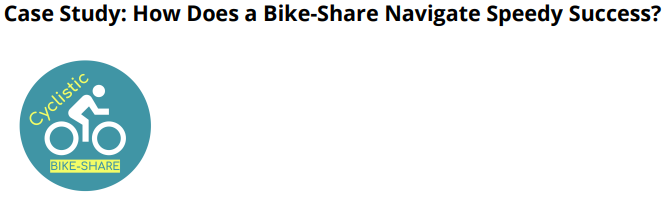 Case Study: How Does a Bike-Share Navigate Speedy Success?
Cyclistic
BIKE-SHARE